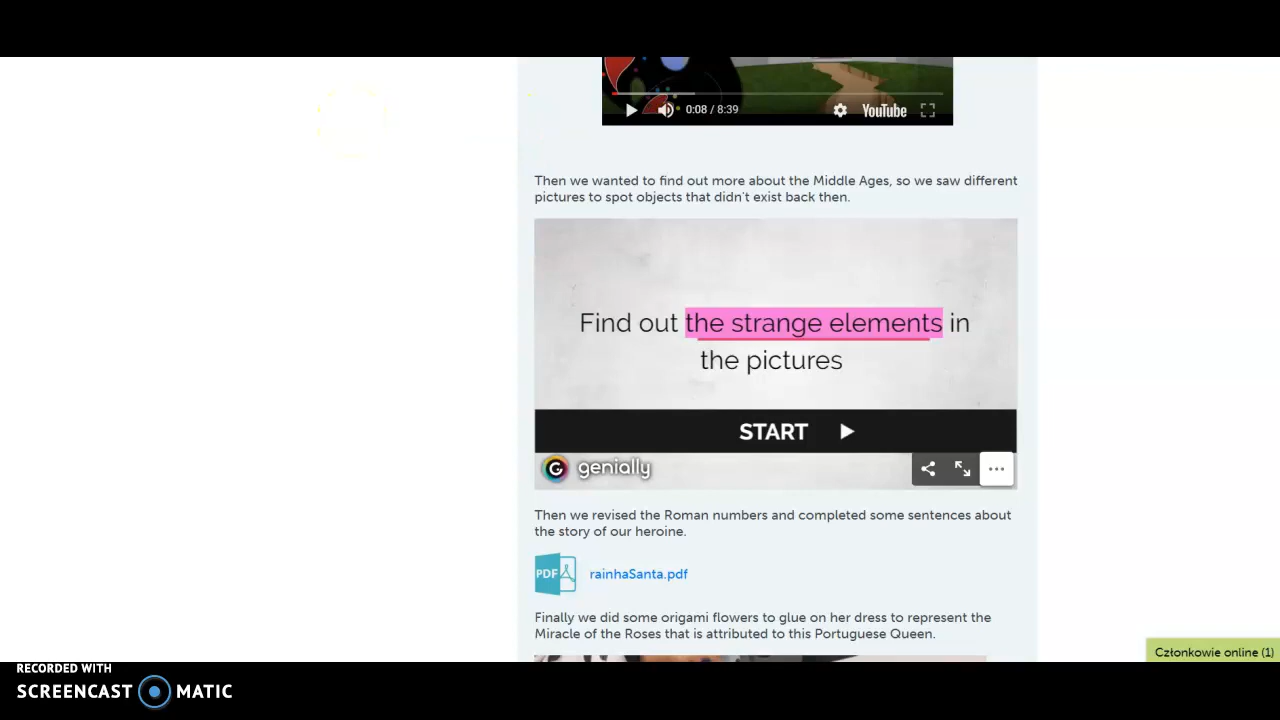 0:08 / 8:39
YouTube
Then we wanted to find out more about the Middle Ages, so we saw different
pictures to spot objects that didn't exist back then.
Find out the strange elements in
the pictures
START
G genially
Then we revised the Roman numbers and completed some sentences about
the story of our heroine.
PDF rainhaSanta.pdf
Finally we did some origami flowers to glue on her dress to represent the
Miracle of the Roses that is attributed to this Portuguese Queen.
Członkowie online (1)
RECORDED WITH
SCREENCAST MATIC